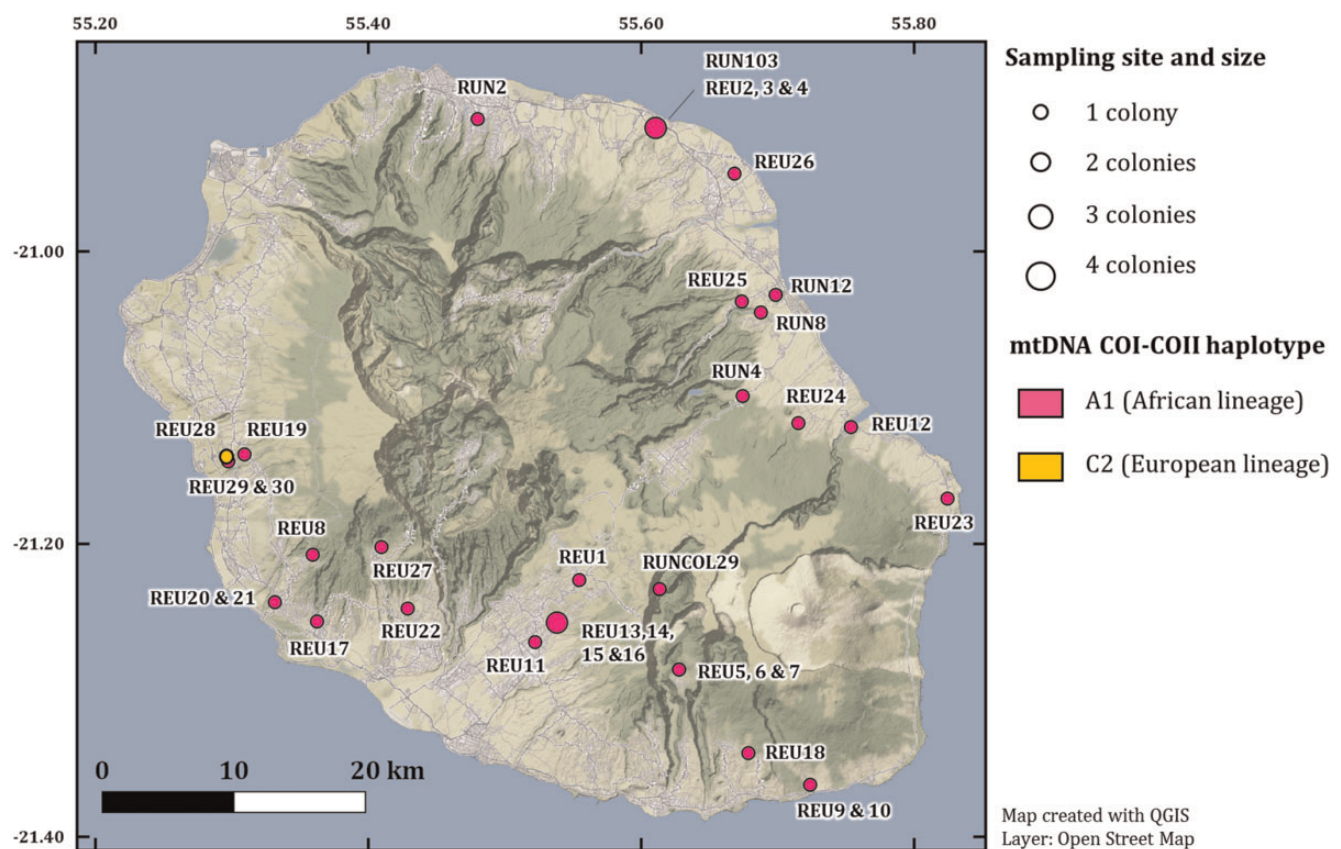 55.20
55.40
55.60
55.80
-21.00
-21.20
-21.40
RUN2
RUN103
REU2, 3 & 4
REU26
REU25
RUN12
RUN8
RUN4
REU24
REU12
REU23
REU28
REU19
REU29 & 30
REU8
REU27
REU1
RUNCOL29
REU20 & 21
REU17
REU22
REU11
REU13,14,
15 &16
REU5, 6 & 7
REU18
REU9 & 10
0
10
20 km
Sampling site and size
1 colony
2 colonies
3 colonies
4 colonies
mtDNA COI-COII haplotype
A1 (African lineage)
C2 (European lineage)
Map created with QGIS
Layer: Open Street Map